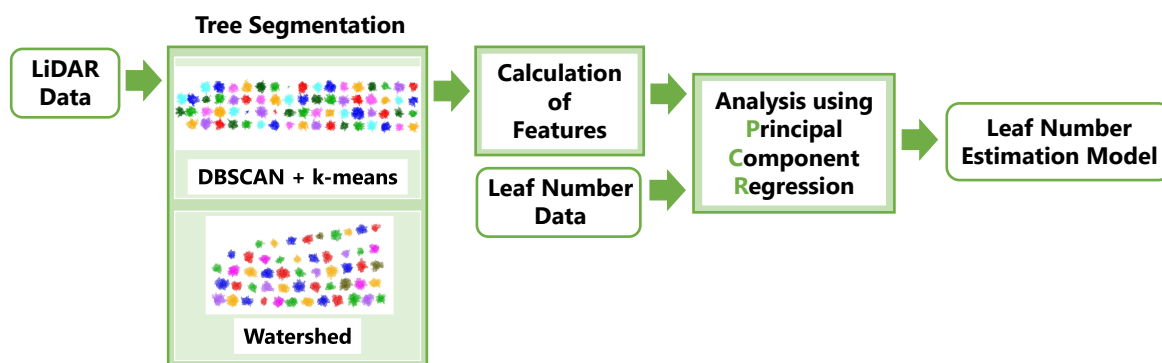 Tree Segmentation
LiDAR
Data
DBSCAN + k-means
Watershed
Calculation
of
Features
Leaf Number
Data
Analysis using
Principal
Component
Regression
Leaf Number
Estimation Model